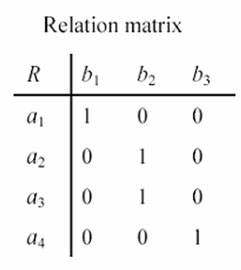 Relation matrix
R b₁ b₂ b₃
a₁ 1 0 0
a₂ 0 1 0
a₃ 0 1 0
a₄ 0 0 1